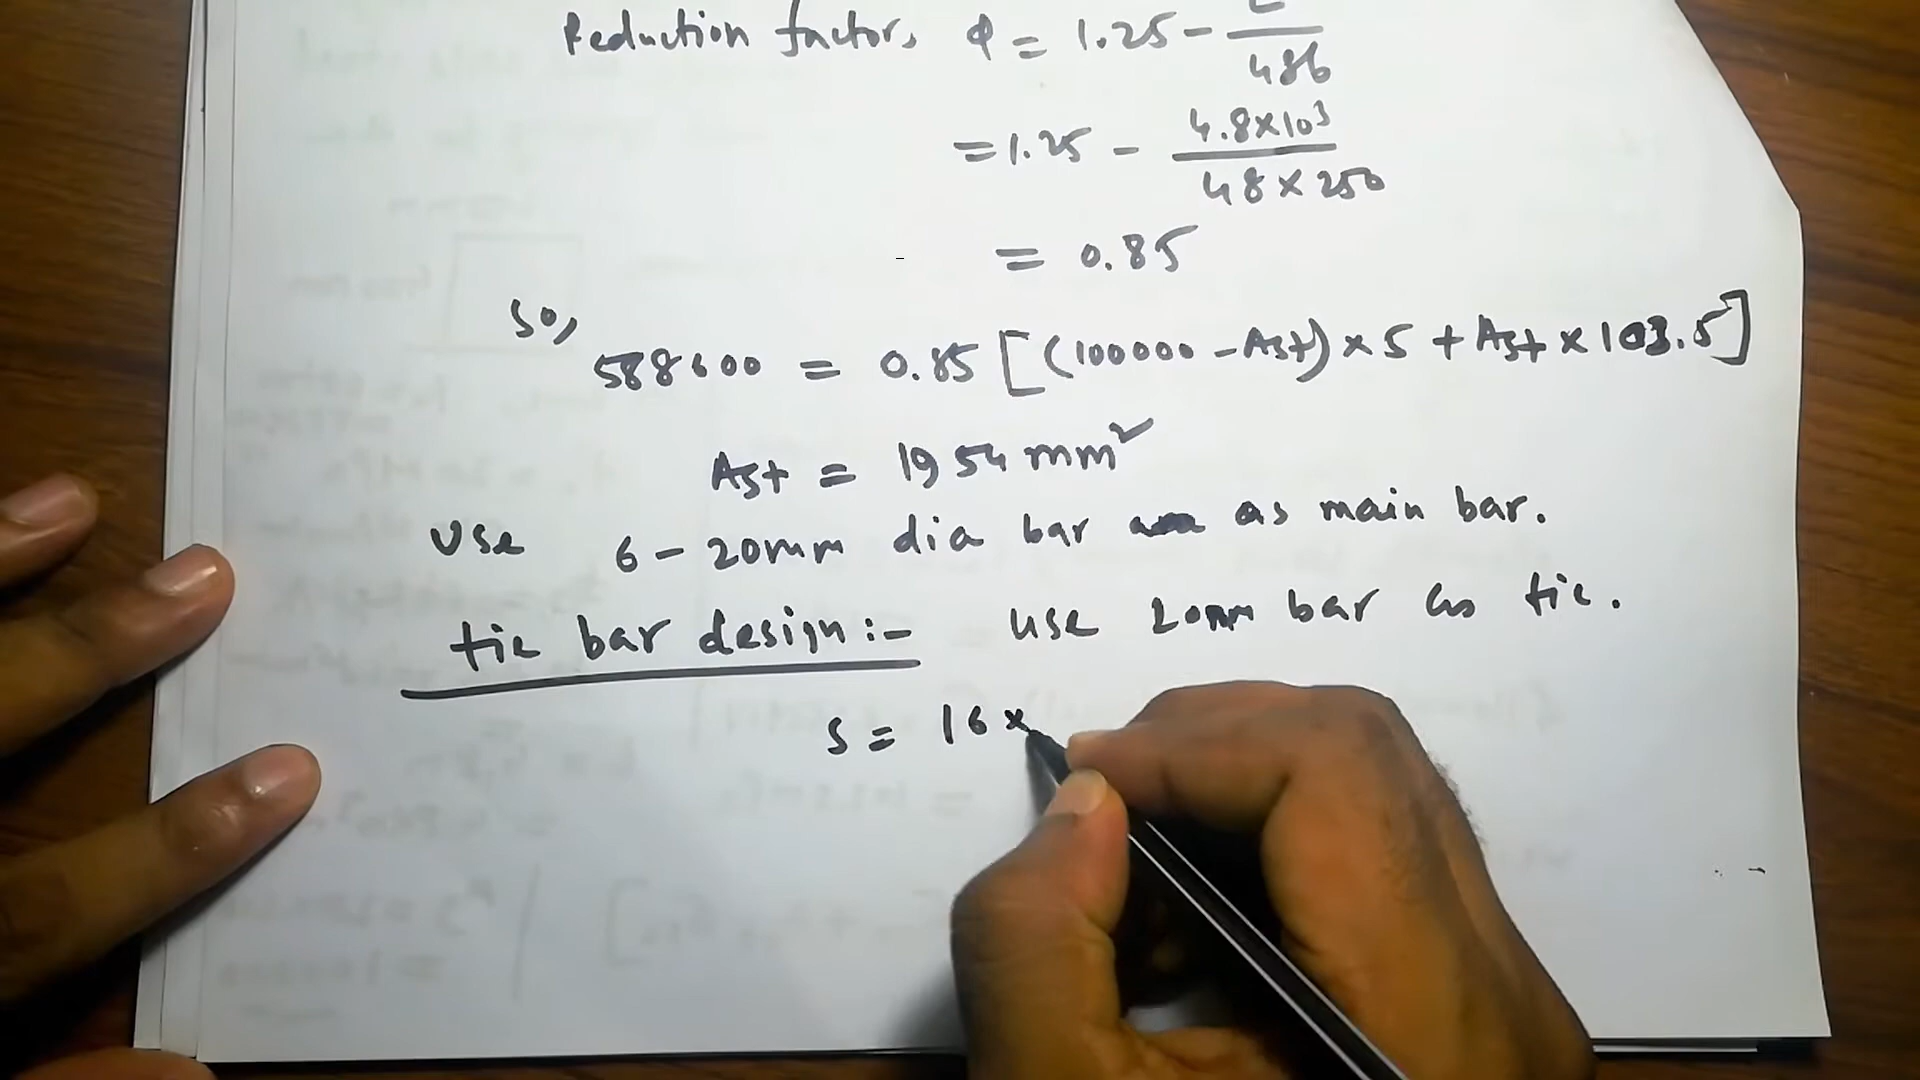 Reduction factor, φ = 1.25 - L/48b
= 1.25 - 4.8×10³/48×250
= 0.85
So,
588600 = 0.85 [(100000 - Ast) × 5 + Ast × 103.5]
Ast = 1954 mm²
Use 6 - 20mm dia bar as main bar.
tie bar design:- use 20mm bar as tie.
S = 16 ×